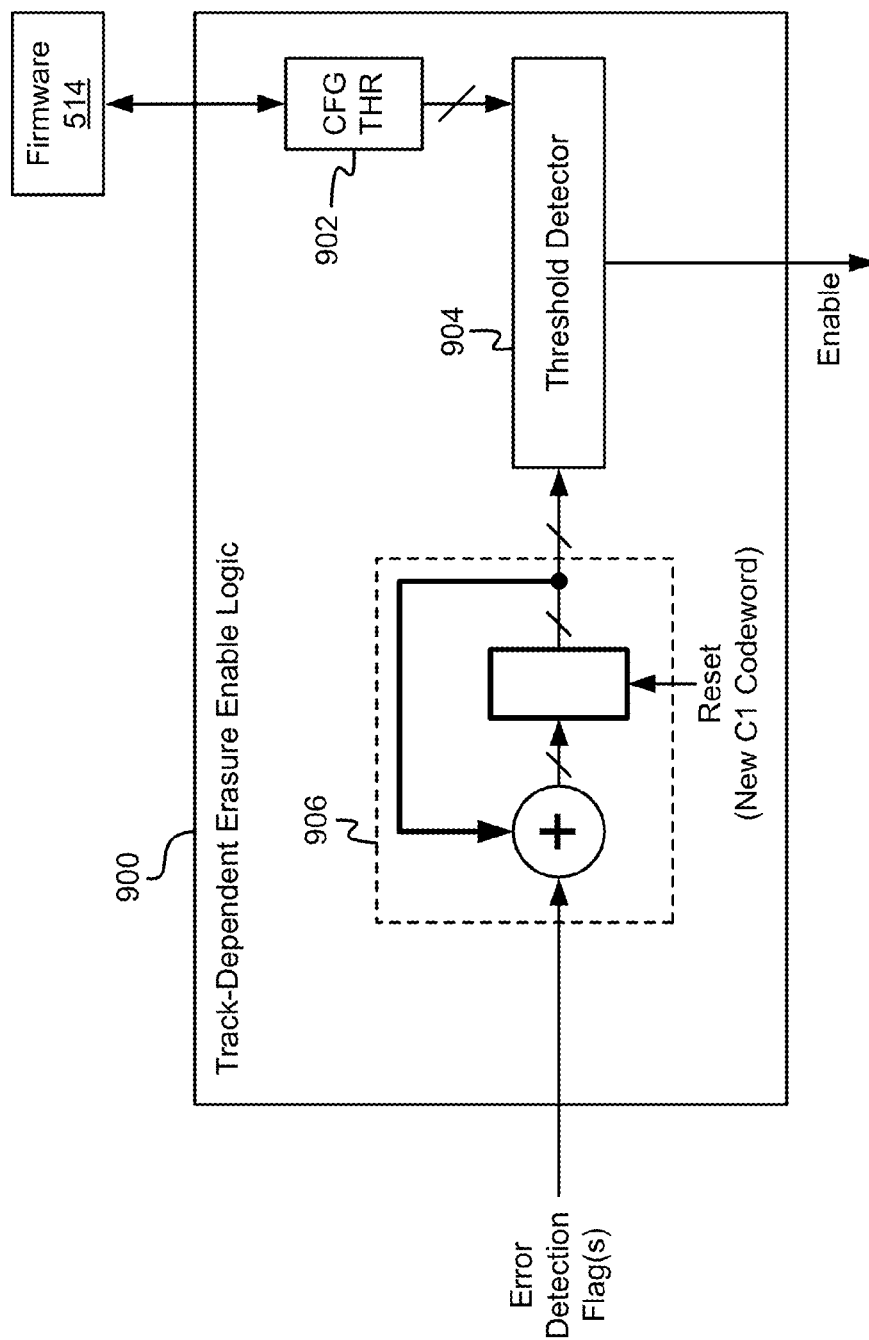 900
Track-Dependent Erasure Enable Logic
Firmware
514
CFG
THR
902
904
Threshold Detector
906
+
Reset
(New C1 Codeword)
Error
Detection
Flag(s)
Enable